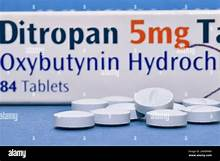 Ditropan 5mg Ta
Oxybutynin Hydroch
84 Tablets
alamy